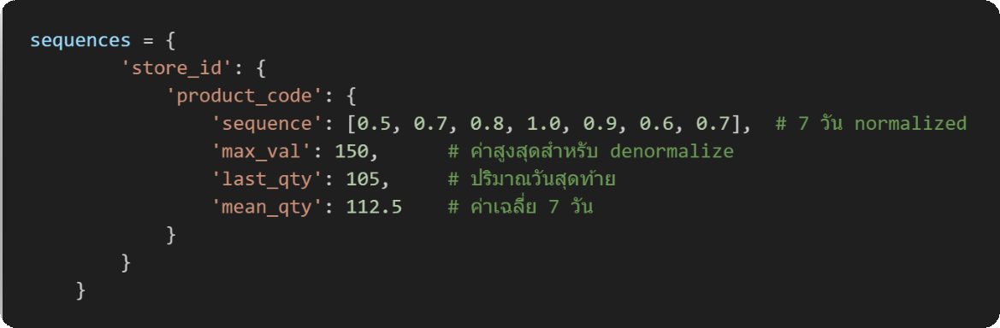 sequences = {
'store_id': {
'product_code': {
'sequence': [0.5, 0.7, 0.8, 1.0, 0.9, 0.6, 0.7],  # 7 วัน normalized
'max_val': 150,      # ค่าสูงสุดสำหรับ denormalize
'last_qty': 105,     # ปริมาณวันสุดท้าย
'mean_qty': 112.5    # ค่าเฉลี่ย 7 วัน
}
}
}